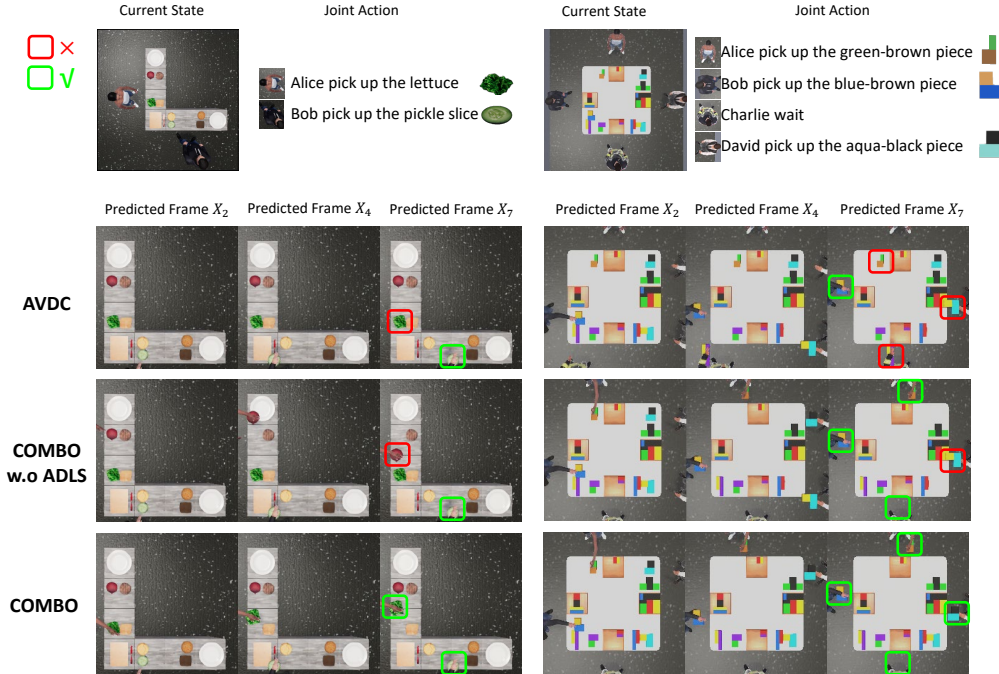 Current State
Joint Action
Current State
Joint Action
×
√
Alice pick up the lettuce
Bob pick up the pickle slice
Alice pick up the green-brown piece
Bob pick up the blue-brown piece
Charlie wait
David pick up the aqua-black piece
Predicted Frame X₂
Predicted Frame X₄
Predicted Frame X₇
Predicted Frame X₂
Predicted Frame X₄
Predicted Frame X₇
AVDC
COMBO
w.o ADLS
COMBO